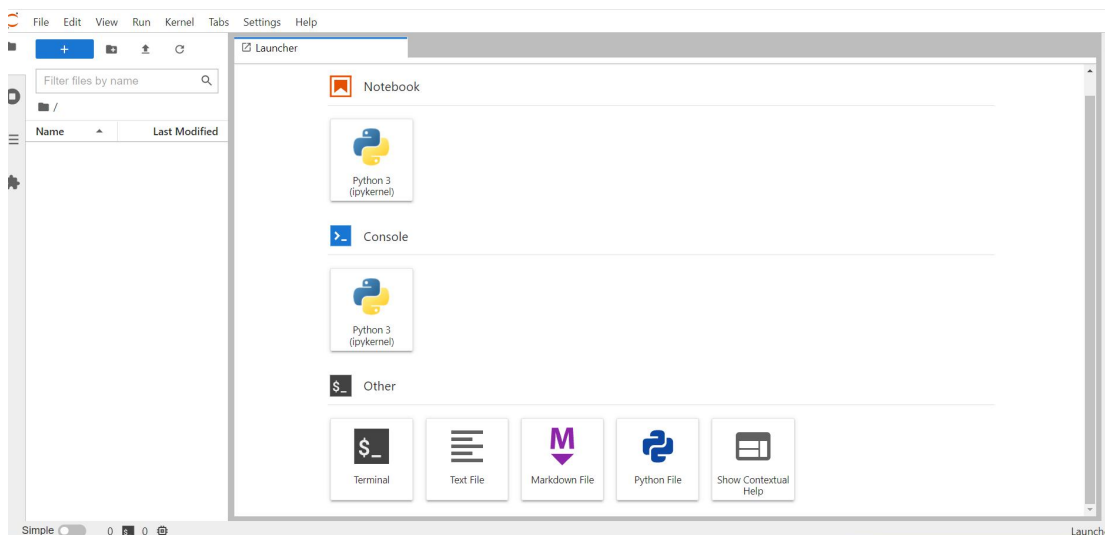 File Edit View Run Kernel Tabs Settings Help
+
Launcher
Filter files by name
/
Name Last Modified
Notebook
Python 3
(ipykernel)
>_ Console
Python 3
(ipykernel)
$_ Other
$_
M
Terminal
Text File
Markdown File
Python File
Show Contextual
Help
Simple 0 $_ 0
Launch